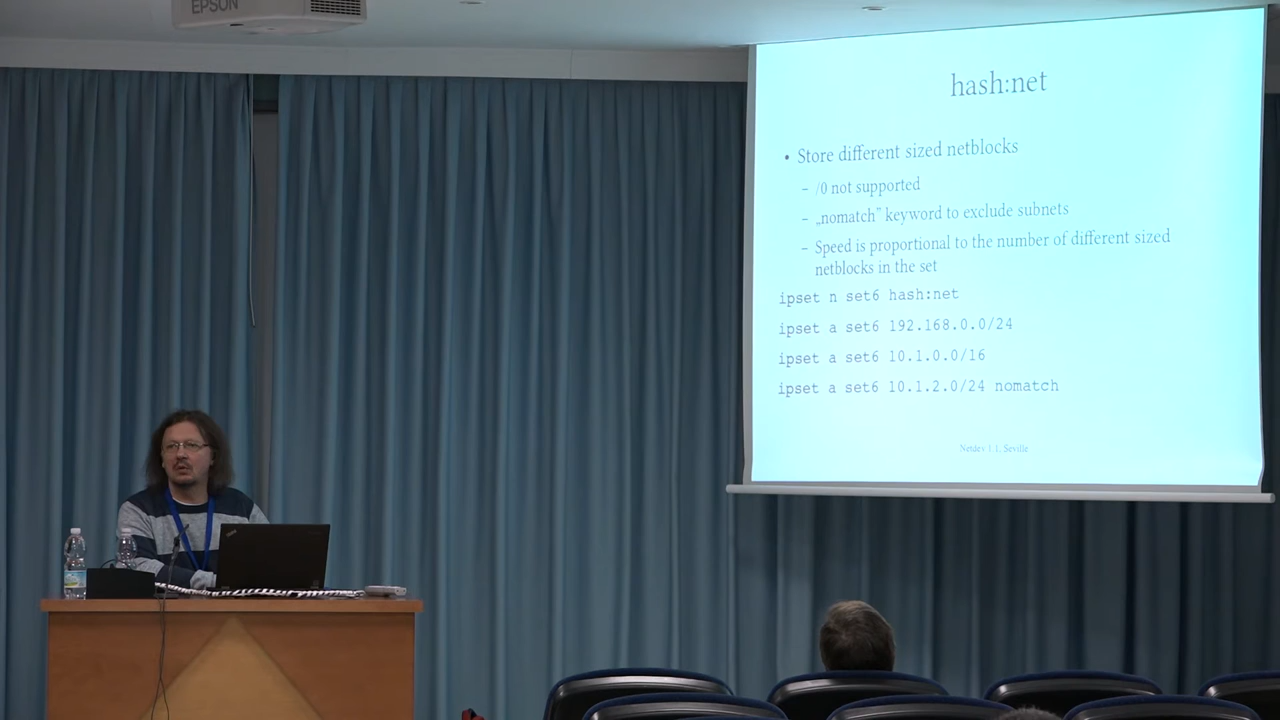 EPSON
hash:net
• Store different sized netblocks
– /0 not supported
– „nomatch” keyword to exclude subnets
– Speed is proportional to the number of different sized
netblocks in the set
ipset n set6 hash:net
ipset a set6 192.168.0.0/24
ipset a set6 10.1.0.0/16
ipset a set6 10.1.2.0/24 nomatch
Netdev 1.1, Seville